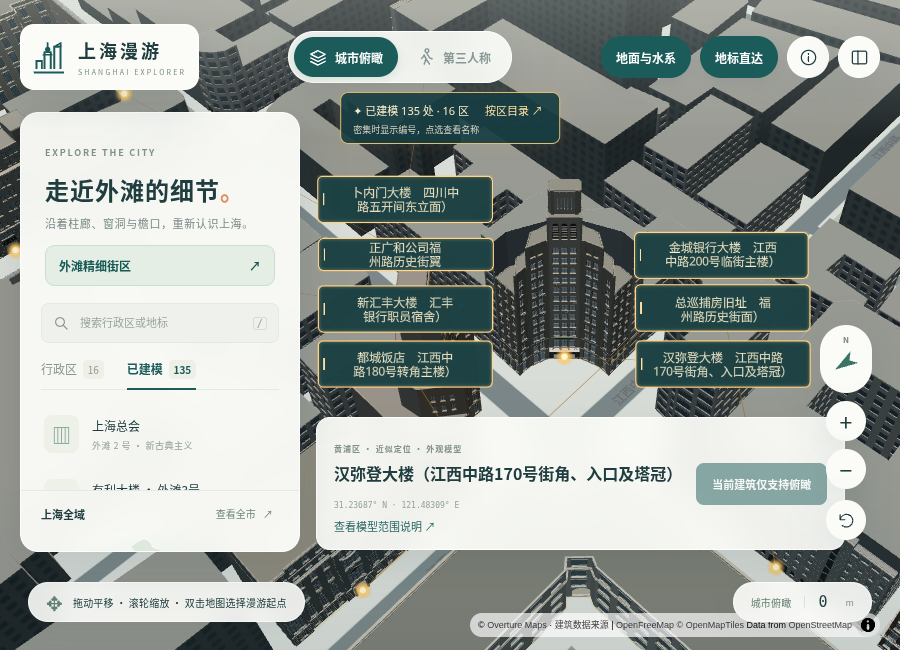 上海漫游
SHANGHAI EXPLORER
城市俯瞰
第三人称
地面与水系
地标直达
✦ 已建模 135 处 · 16 区 按区目录 ↗
密集时显示编号，点选查看名称
EXPLORE THE CITY
走近外滩的细节。
沿着柱廊、窗洞与檐口，重新认识上海。
外滩精细街区 ↗
搜索行政区或地标 /
行政区 16
已建模 135
上海总会
外滩 2 号 · 新古典主义
有利大楼 · 外滩3号
上海全域
查看全市 ↗
卜内门大楼 四川中
路五开间东立面）
正广和公司福
州路历史街翼
新汇丰大楼 汇丰
银行职员宿舍）
都城饭店 江西中
路180号转角主楼）
金城银行大楼 江西
中路200号临街主楼）
总巡捕房旧址 福
州路历史街面）
汉弥登大楼 江西中路
170号街角、入口及塔冠）
N
+
−
黄浦区 · 近似定位 · 外观模型
汉弥登大楼（江西中路170号街角、入口及塔冠）
31.23687° N · 121.48309° E
查看模型范围说明 ↗
当前建筑仅支持俯瞰
拖动平移 · 滚轮缩放 · 双击地图选择漫游起点
城市俯瞰 0 m
© Overture Maps · 建筑数据来源 | OpenFreeMap © OpenMapTiles Data from OpenStreetMap